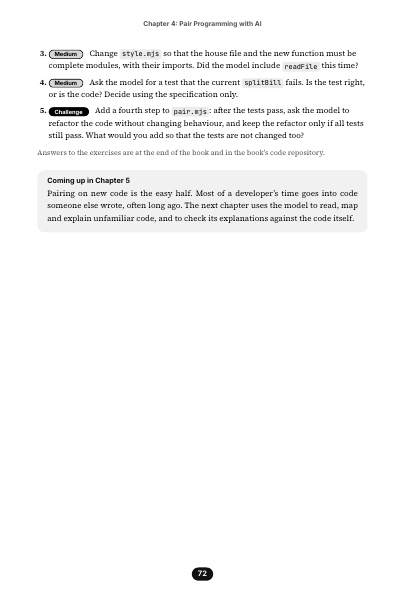 Chapter 4: Pair Programming with AI
3. Medium Change style.mjs so that the house file and the new function must be
complete modules, with their imports. Did the model include readFile this time?
4. Medium Ask the model for a test that the current splitBill fails. Is the test right,
or is the code? Decide using the specification only.
5. Challenge Add a fourth step to pair.mjs: after the tests pass, ask the model to
refactor the code without changing behaviour, and keep the refactor only if all tests
still pass. What would you add so that the tests are not changed too?
Answers to the exercises are at the end of the book and in the book's code repository.
Coming up in Chapter 5
Pairing on new code is the easy half. Most of a developer's time goes into code
someone else wrote, often long ago. The next chapter uses the model to read, map
and explain unfamiliar code, and to check its explanations against the code itself.
72